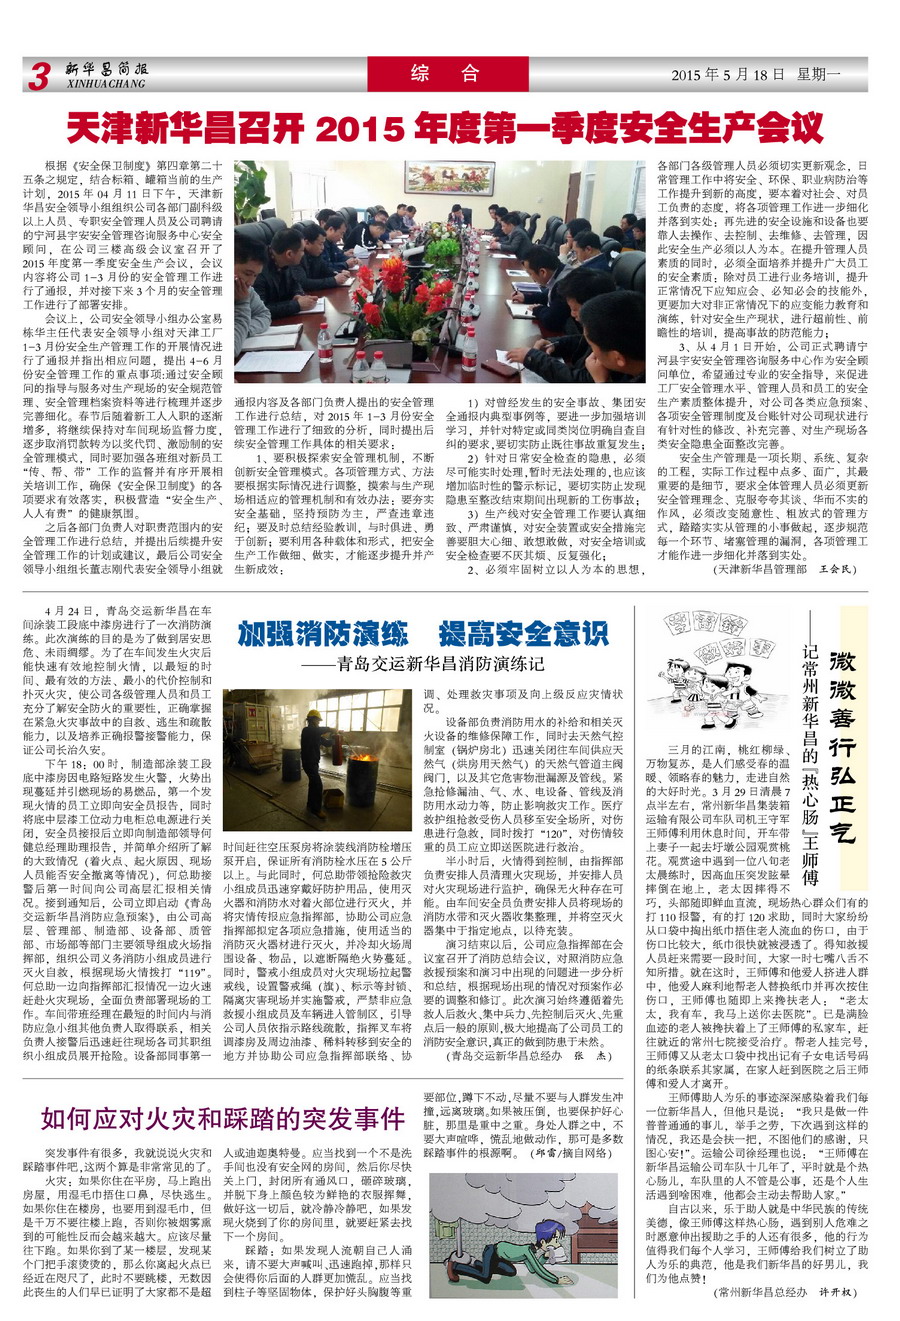 3
新华昌简报
XINHUACHANG
综 合
2015 年 5 月 18 日 星期一
天津新华昌召开 2015 年度第一季度安全生产会议
根据《安全保卫制度》第四章第二十
五条之规定，结合标箱、罐箱当前的生产
计划，2015 年 04 月 11 日下午，天津新
华昌安全领导小组组织公司各部门副科级
以上人员、专职安全管理人员及公司聘请
的宁河县宇安安全管理咨询服务中心安全
顾问，在公司三楼高级会议室召开了
2015 年度第一季度安全生产会议，会议
内容将公司 1-3 月份的安全管理工作进
行了通报，并对接下来 3 个月的安全管理
工作进行了部署安排。
会议上，公司安全领导小组办公室易
栋华主任代表安全领导小组对天津工厂
1-3 月份安全生产管理工作的开展情况进
行了通报并指出相应问题，提出 4-6 月
份安全管理工作的重点事项:通过安全顾
问的指导与服务对生产现场的安全规范管
理、安全管理档案资料等进行梳理并逐步
完善细化。春节后随着新工人入职的逐渐
增多，将继续保持对车间现场监督力度，
逐步取消罚款转为以奖代罚、激励制的安
全管理模式，同时要加强各班组对新员工
“传、帮、带”工作的监督并有序开展相
关培训工作，确保《安全保卫制度》的各
项要求有效落实，积极营造“安全生产、
人人有责”的健康氛围。
之后各部门负责人对职责范围内的安
全管理工作进行总结，并提出后续提升安
全管理工作的计划或建议，最后公司安全
领导小组组长董志刚代表安全领导小组就
通报内容及各部门负责人提出的安全管理
工作进行总结，对 2015 年 1-3 月份安全
管理工作进行了细致的分析，同时提出后
续安全管理工作具体的相关要求：
1、要积极探索安全管理机制，不断
创新安全管理模式。各项管理方式、方法
要根据实际情况进行调整，摸索与生产现
场相适应的管理机制和有效办法；要夯实
安全基础，坚持预防为主，严查违章违
纪；要及时总结经验教训，与时俱进、勇
于创新；要利用各种载体和形式，把安全
生产工作做细、做实，才能逐步提升并产
生新成效；
1）对曾经发生的安全事故、集团安
全通报内典型事例等，要进一步加强培训
学习，并针对特定或同类岗位明确自查自
纠的要求,要切实防止既往事故重复发生；
2）针对日常安全检查的隐患，必须
尽可能实时处理,暂时无法处理的,也应该
增加临时性的警示标记，要切实防止发现
隐患至整改结束期间出现新的工伤事故；
3）生产线对安全管理工作要认真细
致、严肃谨慎，对安全装置或安全措施完
善要胆大心细、敢想敢做，对安全培训或
安全检查要不厌其烦、反复强化；
2、必须牢固树立以人为本的思想，
各部门各级管理人员必须切实更新观念，日
常管理工作中将安全、环保、职业病防治等
工作提升到新的高度，要本着对社会、对员
工负责的态度，将各项管理工作进一步细化
并落到实处；再先进的安全设施和设备也要
靠人去操作、去控制、去维修、去管理，因
此安全生产必须以人为本。在提升管理人员
素质的同时，必须全面培养并提升广大员工
的安全素质；除对员工进行业务培训，提升
正常情况下应知应会、必知必会的技能外，
更要加大对非正常情况下的应变能力教育和
演练，针对安全生产现状，进行超前性、前
瞻性的培训，提高事故的防范能力；
3、从 4 月 1 日开始，公司正式聘请宁
河县宇安安全管理咨询服务中心作为安全顾
问单位，希望通过专业的安全指导，来促进
工厂安全管理水平、管理人员和员工的安全
生产素质整体提升，对公司各类应急预案、
各项安全管理制度及台账针对公司现状进行
有针对性的修改、补充完善、对生产现场各
类安全隐患全面整改完善。
安全生产管理是一项长期、系统、复杂
的工程，实际工作过程中点多、面广，其最
重要的是细节，要求全体管理人员必须更新
安全管理理念、克服夸夸其谈、华而不实的
作风，必须改变随意性、粗放式的管理方
式，踏踏实实从管理的小事做起，逐步规范
每一个环节、堵塞管理的漏洞，各项管理工
才能作进一步细化并落到实处。
（天津新华昌管理部 王会民）
4 月 24 日，青岛交运新华昌在车
间涂装工段底中漆房进行了一次消防演
练。此次演练的目的是为了做到居安思
危、未雨绸缪。为了在车间发生火灾后
能快速有效地控制火情，以最短的时
间、最有效的方法、最小的代价控制和
扑灭火灾，使公司各级管理人员和员工
充分了解安全防火的重要性，正确掌握
在紧急火灾事故中的自救、逃生和疏散
能力，以及培养正确报警接警能力，保
证公司长治久安。
下午 18：00 时，制造部涂装工段
底中漆房因电路短路发生火警，火势出
现蔓延并引燃现场的易燃品，第一个发
现火情的员工立即向安全员报告，同时
将底中层漆工位动力电柜总电源进行关
闭，安全员接报后立即向制造部领导何
健总经理助理报告，并简单介绍所了解
的大致情况（着火点、起火原因、现场
人员能否安全撤离等情况），何总助接
警后第一时间向公司高层汇报相关情
况。接到通知后，公司立即启动《青岛
交运新华昌消防应急预案》，由公司高
层、管理部、制造部、设备部、质管
部、市场部等部门主要领导组成火场指
挥部，组织公司义务消防小组成员进行
灭火自救，根据现场火情拨打“119”。
何总助一边向指挥部汇报情况一边火速
赶赴火灾现场，全面负责部署现场的工
作。车间带班经理在最短的时间内与消
防应急小组其他负责人取得联系，相关
负责人接警后迅速赶往现场各司其职组
织小组成员展开抢险。设备部同事第一
加强消防演练 提高安全意识
——青岛交运新华昌消防演练记
时间赶往空压泵房将涂装线消防栓增压
泵开启，保证所有消防栓水压在 5 公斤
以上。与此同时，何总助带领抢险救灾
小组成员迅速穿戴好防护用品，使用灭
火器和消防水对着火部位进行灭火，并
将灾情传报应急指挥部，协助公司应急
指挥部拟定各项应急措施，使用适当的
消防灭火器材进行灭火，并冷却火场周
围设备、物品，以遮断隔绝火势蔓延。
同时，警戒小组成员对火灾现场拉起警
戒线，设置警戒绳（旗）、标示等封锁、
隔离灾害现场并实施警戒，严禁非应急
救援小组成员及车辆进入管制区，引导
公司人员依指示路线疏散，指挥叉车将
调漆房及周边油漆、稀料转移到安全的
地方并协助公司应急指挥部联络、协
调、处理救灾事项及向上级反应灾情状
况。
设备部负责消防用水的补给和相关灭
火设备的维修保障工作，同时去天然气控
制室（锅炉房北）迅速关闭往车间供应天
然气（烘房用天然气）的天然气管道主阀
阀门，以及其它危害物泄漏源及管线。紧
急抢修漏油、气、水、电设备、管线及消
防用水动力等，防止影响救灾工作。医疗
救护组抢救受伤人员移至安全场所，对伤
患进行急救，同时拨打“120”，对伤情较
重的员工应立即送医院进行救治。
半小时后，火情得到控制，由指挥部
负责安排人员清理火灾现场，并安排人员
对火灾现场进行监护，确保无火种存在可
能。由车间安全员负责安排人员将现场的
消防水带和灭火器收集整理，并将空灭火
器集中于指定地点，以待充装。
演习结束以后，公司应急指挥部在会
议室召开了消防总结会议，对照消防应急
救援预案和演习中出现的问题进一步分析
和总结，根据现场出现的情况对预案作必
要的调整和修订。此次演习始终遵循着先
救人后救火、集中兵力、先控制后灭火、先重
点后一般的原则,极大地提高了公司员工的
消防安全意识,真正的做到防患于未然。
（青岛交运新华昌总经办 张 杰）
微微善行弘正气
——记常州新华昌的『热心肠』王师傅
三月的江南，桃红柳绿、
万物复苏，是人们感受春的温
暖、领略春的魅力，走进自然
的大好时光。3 月 29 日清晨 7
点半左右，常州新华昌集装箱
运输有限公司车队司机王守军
王师傅利用休息时间，开车带
上妻子一起去圩墩公园观赏桃
花。观赏途中遇到一位八旬老
太晨练时，因高血压突发眩晕
摔倒在地上，老太因摔得不
巧，头部随即鲜血直流，现场热心群众们有的
打 110 报警，有的打 120 求助，同时大家纷纷
从口袋中掏出纸巾捂住老人流血的伤口，由于
伤口比较大，纸巾很快就被浸透了。得知救援
人员赶来需要一段时间，大家一时七嘴八舌不
知所措。就在这时，王师傅和他爱人挤进人群
中，他爱人麻利地帮老人替换纸巾并再次按住
伤口，王师傅也随即上来搀扶老人：“老太
太，我有车，我马上送你去医院”。已是满脸
血迹的老人被搀扶着上了王师傅的私家车，赶
往就近的常州七院接受治疗。帮老人挂完号，
王师傅又从老太口袋中找出记有子女电话号码
的纸条联系其家属，在家人赶到医院之后王师
傅和爱人才离开。
王师傅助人为乐的事迹深深感染着我们每
一位新华昌人，但他只是说：“我只是做一件
普普通通的事儿，举手之劳，下次遇到这样的
情况，我还是会扶一把，不图他们的感谢，只
图心安！”。运输公司徐经理也说：“王师傅在
新华昌运输公司车队十几年了，平时就是个热
心肠儿，车队里的人不管是公事，还是个人生
活遇到啥困难，他都会主动去帮助人家。”
自古以来，乐于助人就是中华民族的传统
美德，像王师傅这样热心肠，遇到别人危难之
时愿意伸出援助之手的人还有很多，他的行为
值得我们每个人学习，王师傅给我们树立了助
人为乐的典范，他是我们新华昌的好男儿，我
们为他点赞！
（常州新华昌总经办 许开权）
如何应对火灾和踩踏的突发事件
突发事件有很多，我就说说火灾和
踩踏事件吧,这两个算是非常常见的了。
火灾：如果你住在平房，马上跑出
房屋，用湿毛巾捂住口鼻，尽快逃生。
如果你住在楼房，也要用到湿毛巾，但
是千万不要往楼上跑，否则你被烟雾熏
到的可能性反而会越来越大。应该尽量
往下跑。如果你到了某一楼层，发现某
个门把手滚烫的，那么你离起火点已
经近在咫尺了，此时不要跳楼，无数因
此丧生的人们早已证明了大家都不是超
人或迪迦奥特曼。应当找到一个不是洗
手间也没有安全网的房间，然后你尽快
关上门，封闭所有通风口，砸碎玻璃，
并脱下身上颜色较为鲜艳的衣服挥舞，
做好这一切后，就冷静冷静吧，如果发
现火烧到了你的房间里，就要赶紧去找
下一个房间。
踩踏：如果发现人流朝自己人涌
来，请不要大声喊叫、迅速跑掉,那样只
会使得你后面的人群更加慌乱。应当找
到柱子等坚固物体，保护好头胸腹等重
要部位,蹲下不动,尽量不要与人群发生冲
撞,远离玻璃。如果被压倒，也要保护好心
脏，那里是重中之重。身处人群之中，不
要大声喧哗，慌乱地做动作，那可是多数
踩踏事件的根源啊。（邱雷/摘自网络）